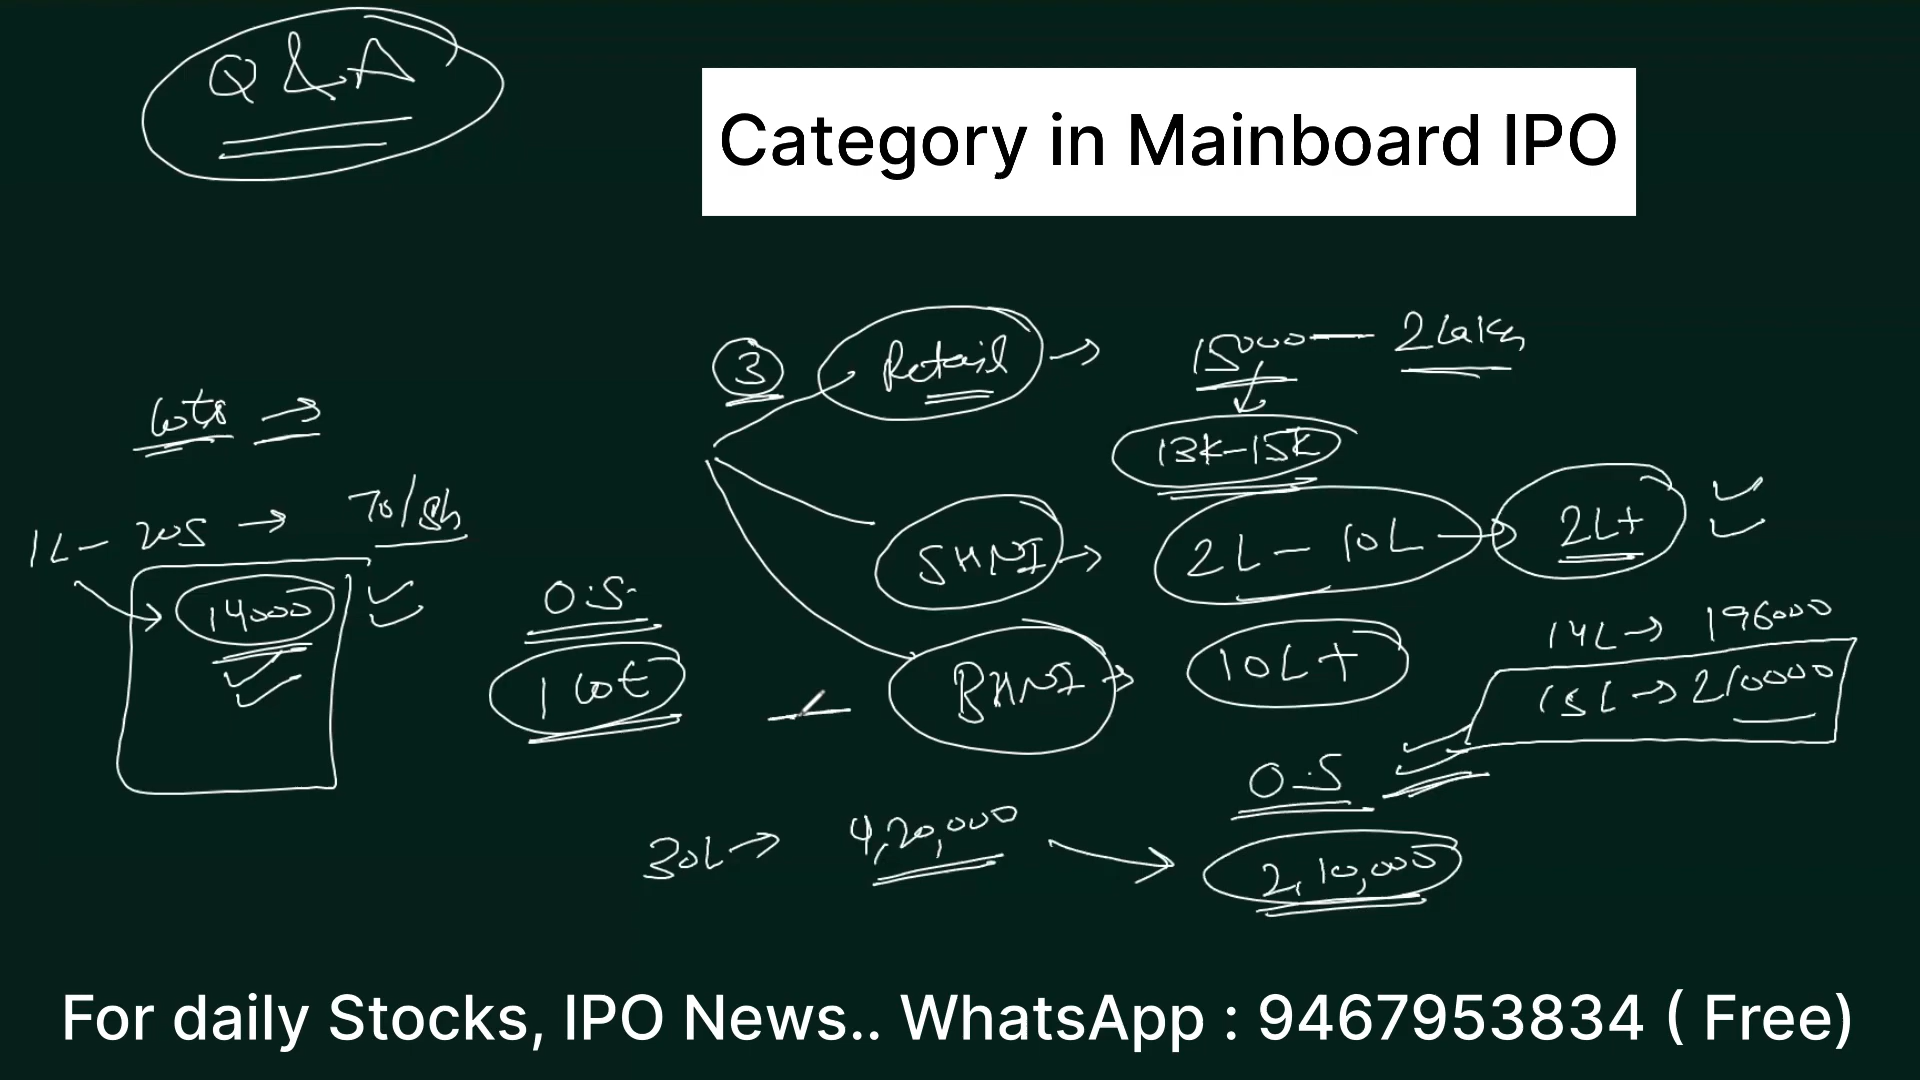 Q & A
Category in Mainboard IPO
3
Retail → 15000 — 2 lakh
13K-15K
lots →
1L - 20S → 70/sh
14000
O.S.
1 lot
SHNI → 2L - 10L → 2L+
BHNI → 10L+
14L → 196000
15L → 210000
O.S
30L → 4,20,000 → 2,10,000
For daily Stocks, IPO News.. WhatsApp : 9467953834 ( Free)